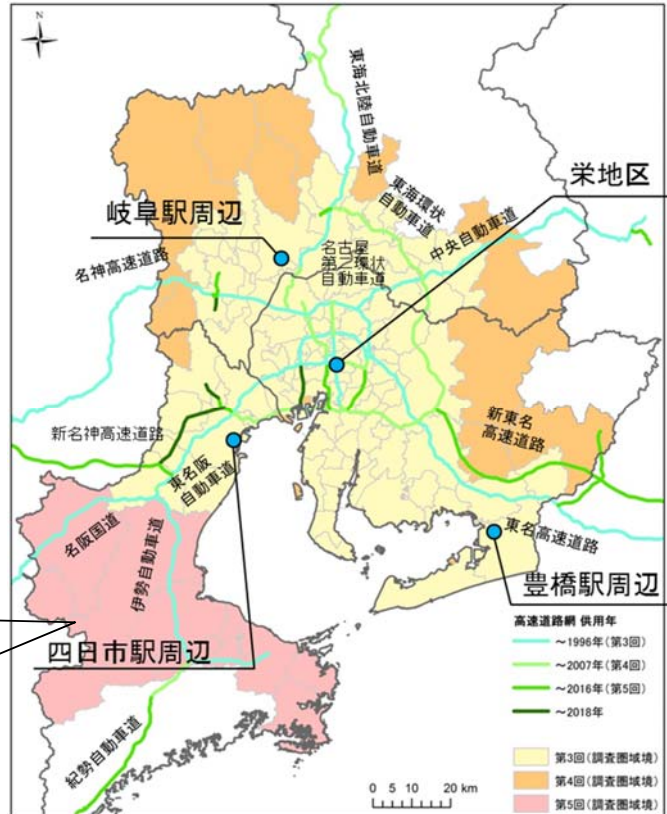 N
東海北陸自動車道
東海環状
自動車道
栄地区
岐阜駅周辺
中央自動車道
名古屋
第二環状
自動車道
名神高速道路
新東名
高速道路
新名神高速道路
東名阪
自動車道
名阪国道
伊勢自動車道
東名高速道路
豊橋駅周辺
四日市駅周辺
紀勢自動車道
高速道路網 供用年
～1996年(第3回)
～2007年(第4回)
～2016年(第5回)
～2018年
第3回(調査圏域境)
第4回(調査圏域境)
第5回(調査圏域境)
0 5 10 20 km